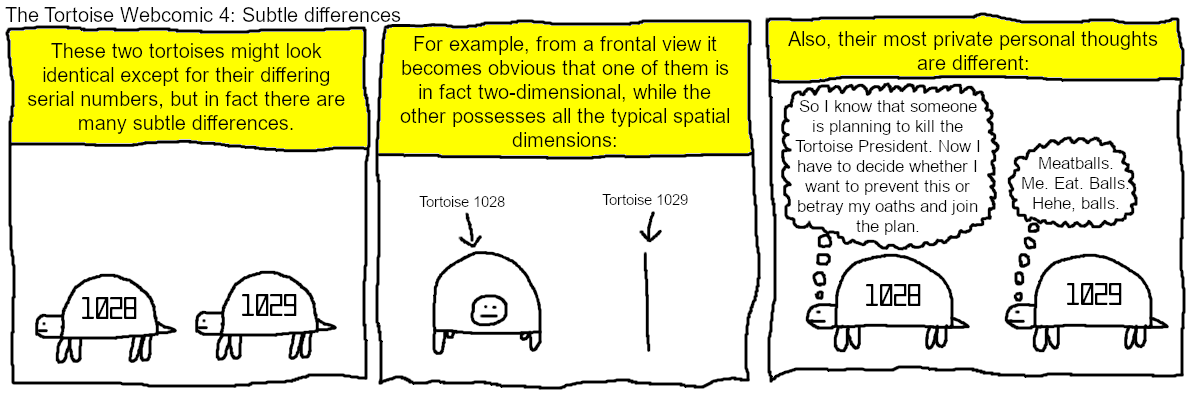 The Tortoise Webcomic 4: Subtle differences
These two tortoises might look
identical except for their differing
serial numbers, but in fact there are
many subtle differences.
1028
1029
For example, from a frontal view it
becomes obvious that one of them is
in fact two-dimensional, while the
other possesses all the typical spatial
dimensions:
Tortoise 1028
Tortoise 1029
Also, their most private personal thoughts
are different:
So I know that someone
is planning to kill the
Tortoise President. Now I
have to decide whether I
want to prevent this or
betray my oaths and join
the plan.
Meatballs.
Me. Eat. Balls.
Hehe, balls.
1028
1029